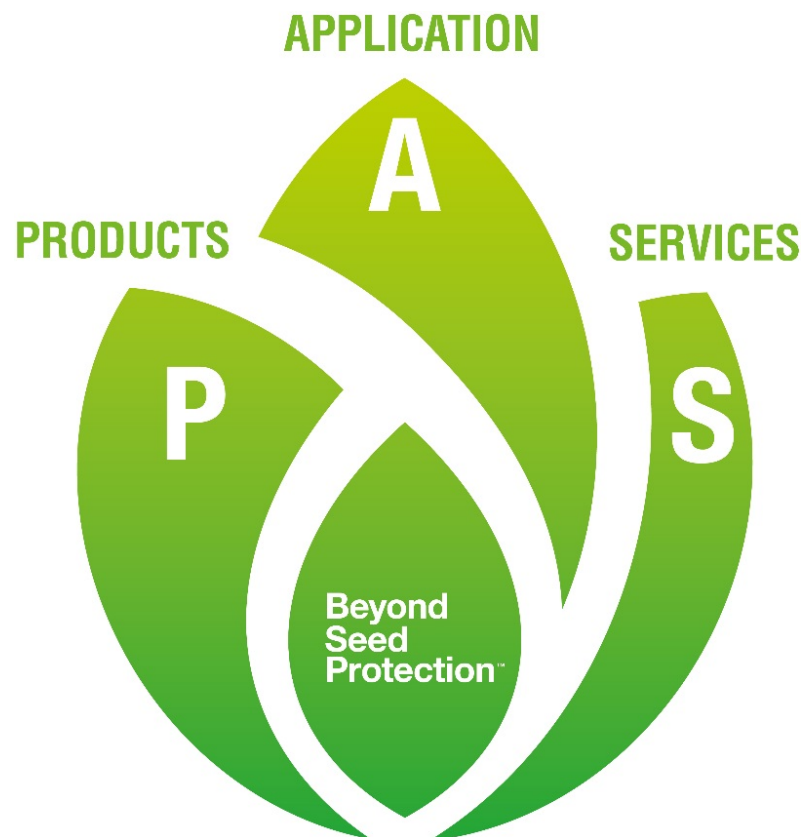 APPLICATION
A
PRODUCTS
SERVICES
P
S
Beyond
Seed
Protection™